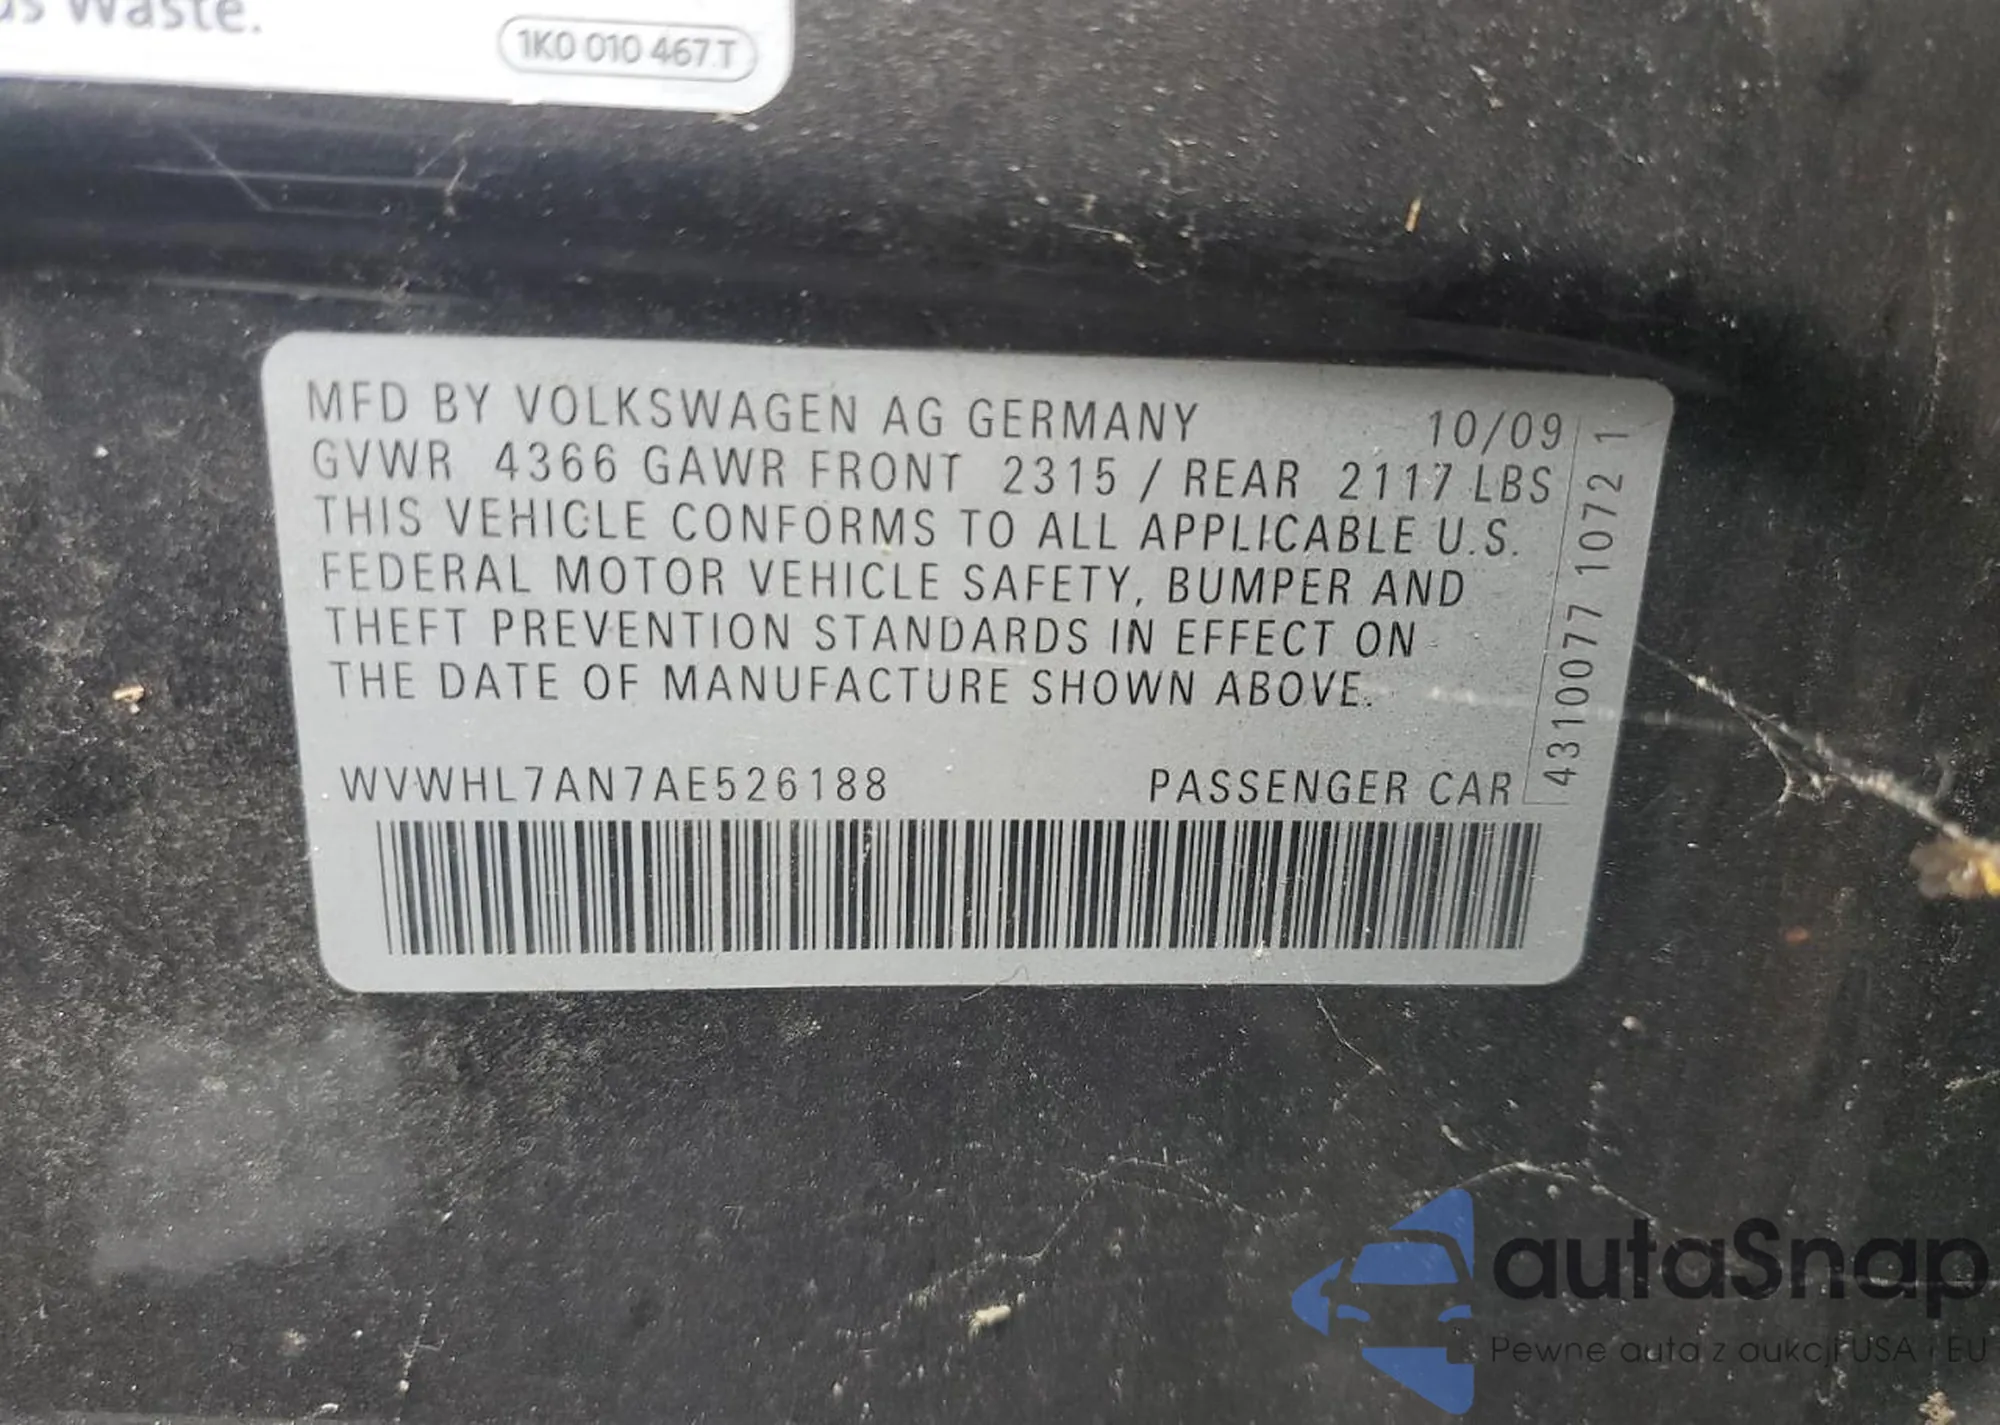 us Waste.
1K0 010 467 T
MFD BY VOLKSWAGEN AG GERMANY 10/09
GVWR 4366 GAWR FRONT 2315 / REAR 2117 LBS
THIS VEHICLE CONFORMS TO ALL APPLICABLE U.S.
FEDERAL MOTOR VEHICLE SAFETY, BUMPER AND
THEFT PREVENTION STANDARDS IN EFFECT ON
THE DATE OF MANUFACTURE SHOWN ABOVE.
WVWHL7AN7AE526188 PASSENGER CAR
4310077 1072 1
autaSnap
Pewne auta z aukcji USA i EU